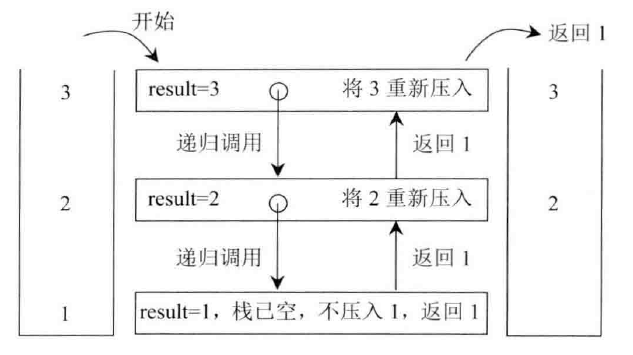 开始
返回 1
3
result=3 将 3 重新压入
3
递归调用
返回 1
2
result=2 将 2 重新压入
2
递归调用
返回 1
1
result=1，栈已空，不压入 1，返回 1